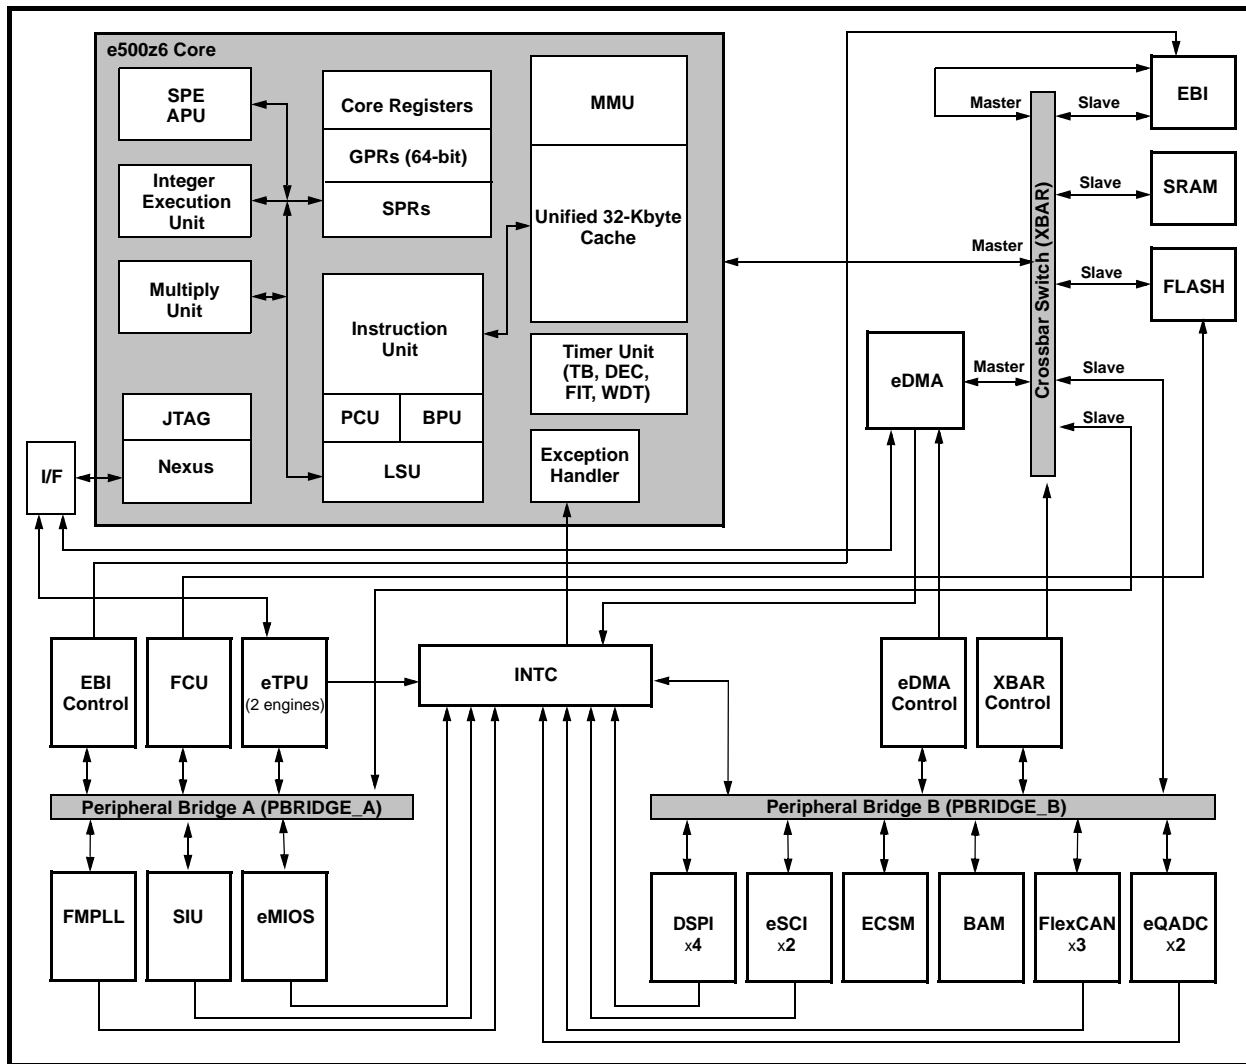 e500z6 Core
SPE
APU
Core Registers
GPRs (64-bit)
SPRs
MMU
Unified 32-Kbyte
Cache
Integer
Execution
Unit
Multiply
Unit
Instruction
Unit
PCU
BPU
LSU
Timer Unit
(TB, DEC,
FIT, WDT)
JTAG
Nexus
Exception
Handler
I/F
eDMA
Master
Master
Master
Crossbar Switch (XBAR)
Slave
Slave
Slave
Slave
Slave
EBI
SRAM
FLASH
EBI
Control
FCU
eTPU
(2 engines)
INTC
eDMA
Control
XBAR
Control
Peripheral Bridge A (PBRIDGE_A)
Peripheral Bridge B (PBRIDGE_B)
FMPLL
SIU
eMIOS
DSPI
x4
eSCI
x2
ECSM
BAM
FlexCAN
x3
eQADC
x2